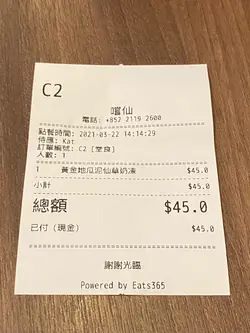 C2
嚐仙
電話: +852 2119 2600
點餐時間: 2021-03-22 14:14:29
侍應: Kat
訂單編號: C2 [堂食]
人數: 1
1 黃金地瓜泥仙草奶凍 $45.0
小計 $45.0
總額 $45.0
已付 (現金) $45.0
謝謝光臨
Powered by Eats365